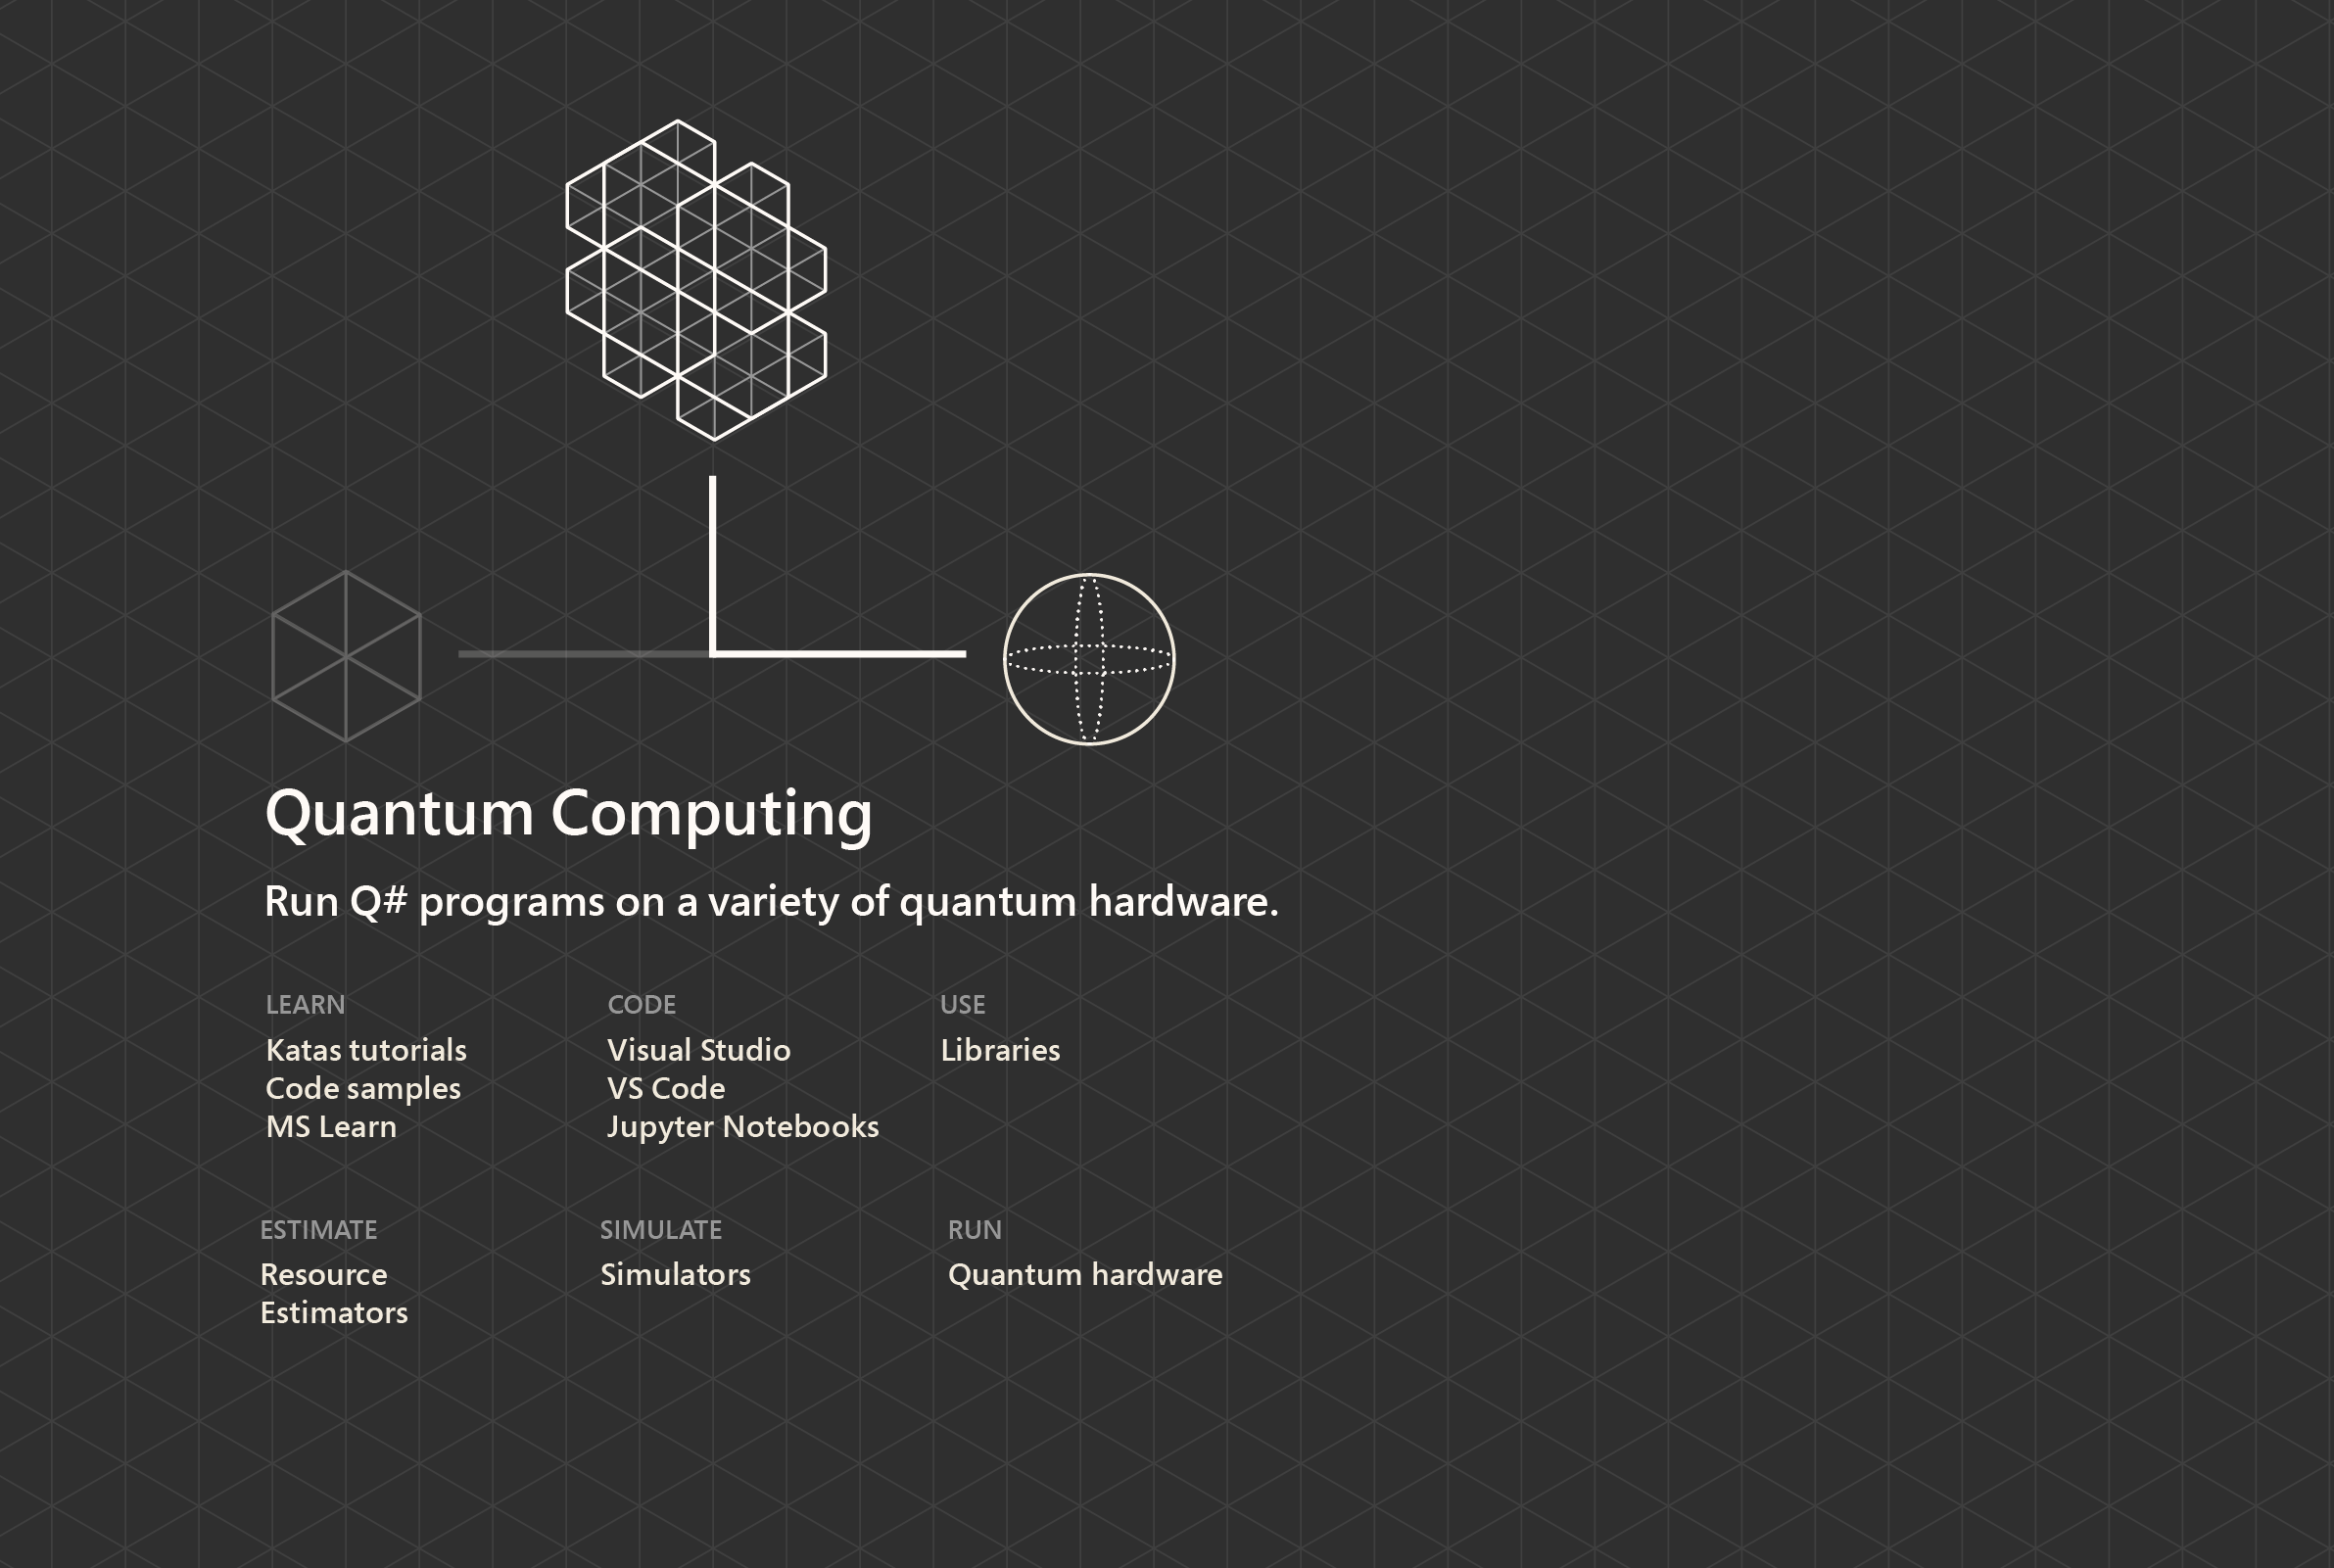 Quantum Computing
Run Q# programs on a variety of quantum hardware.
LEARN
Katas tutorials
Code samples
MS Learn
CODE
Visual Studio
VS Code
Jupyter Notebooks
USE
Libraries
ESTIMATE
Resource
Estimators
SIMULATE
Simulators
RUN
Quantum hardware